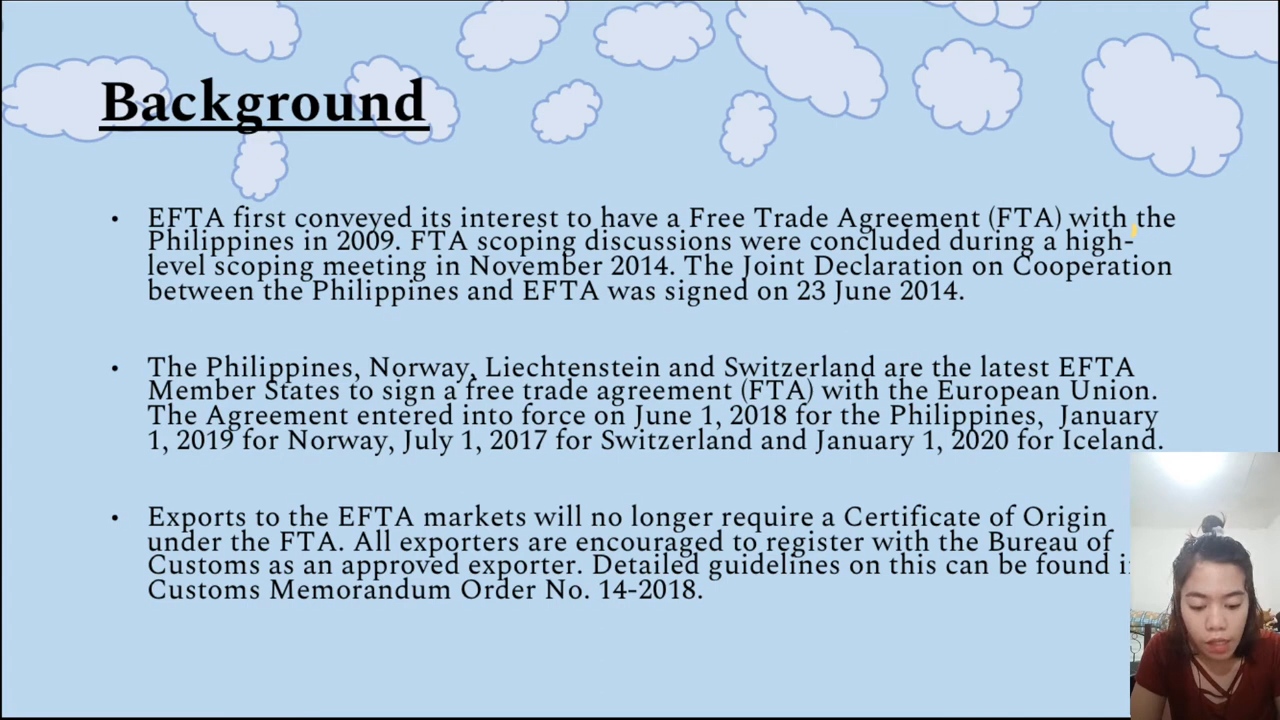 Background
• EFTA first conveyed its interest to have a Free Trade Agreement (FTA) with the
Philippines in 2009. FTA scoping discussions were concluded during a high-
level scoping meeting in November 2014. The Joint Declaration on Cooperation
between the Philippines and EFTA was signed on 23 June 2014.
• The Philippines, Norway, Liechtenstein and Switzerland are the latest EFTA
Member States to sign a free trade agreement (FTA) with the European Union.
The Agreement entered into force on June 1, 2018 for the Philippines, January
1, 2019 for Norway, July 1, 2017 for Switzerland and January 1, 2020 for Iceland.
• Exports to the EFTA markets will no longer require a Certificate of Origin
under the FTA. All exporters are encouraged to register with the Bureau of
Customs as an approved exporter. Detailed guidelines on this can be found
Customs Memorandum Order No. 14-2018.